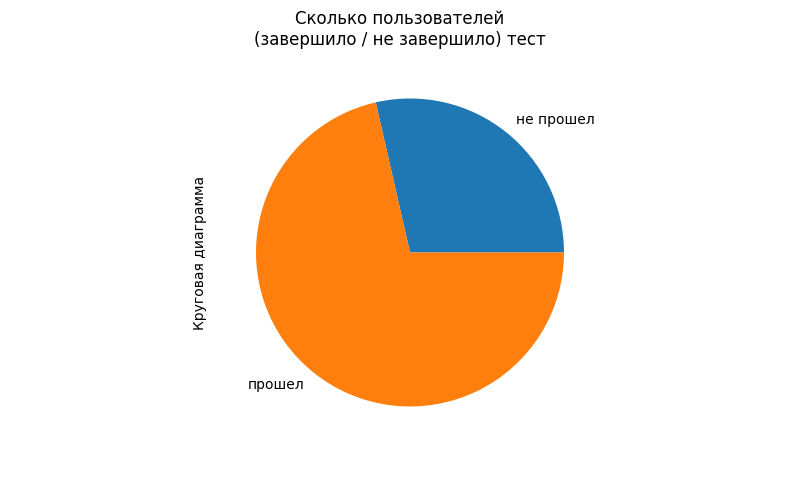 Сколько пользователей
(завершило / не завершило) тест
не прошел
Круговая диаграмма
прошел